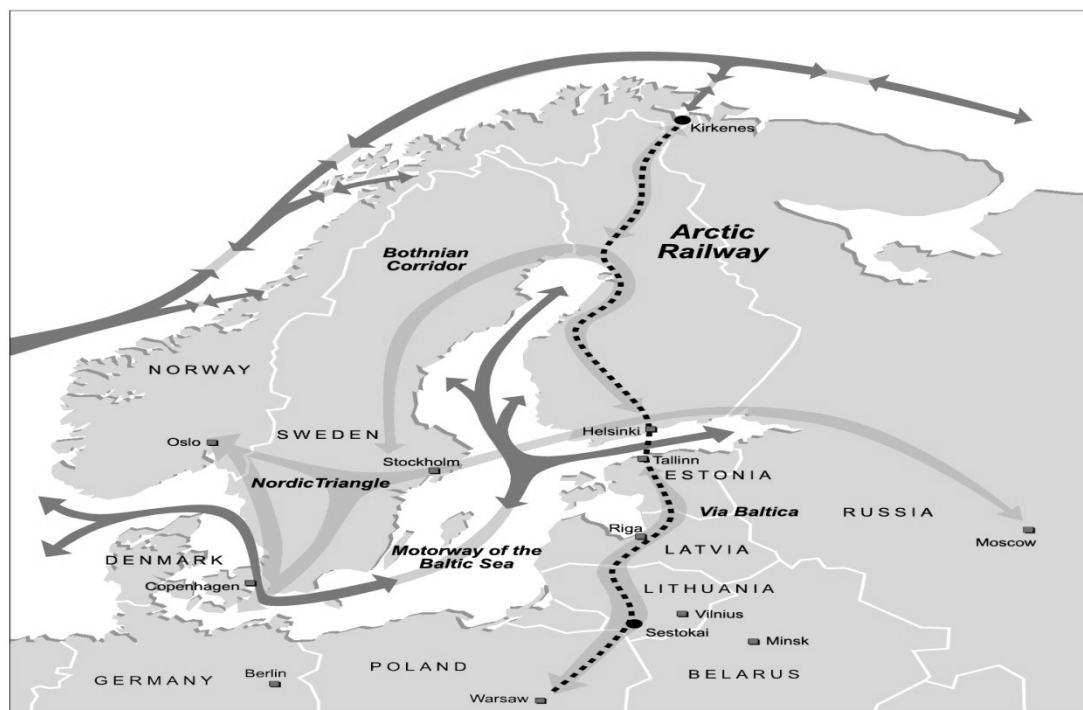 Kirkenes
Arctic
Railway
Bothnian
Corridor
NORWAY
Oslo
SWEDEN
Helsinki
Stockholm
Tallinn
ESTONIA
NordicTriangle
Via Baltica
RUSSIA
Riga
Moscow
Motorway of the
Baltic Sea
LATVIA
DENMARK
Copenhagen
LITHUANIA
Vilnius
Sestokai
Minsk
POLAND
BELARUS
Berlin
GERMANY
Warsaw